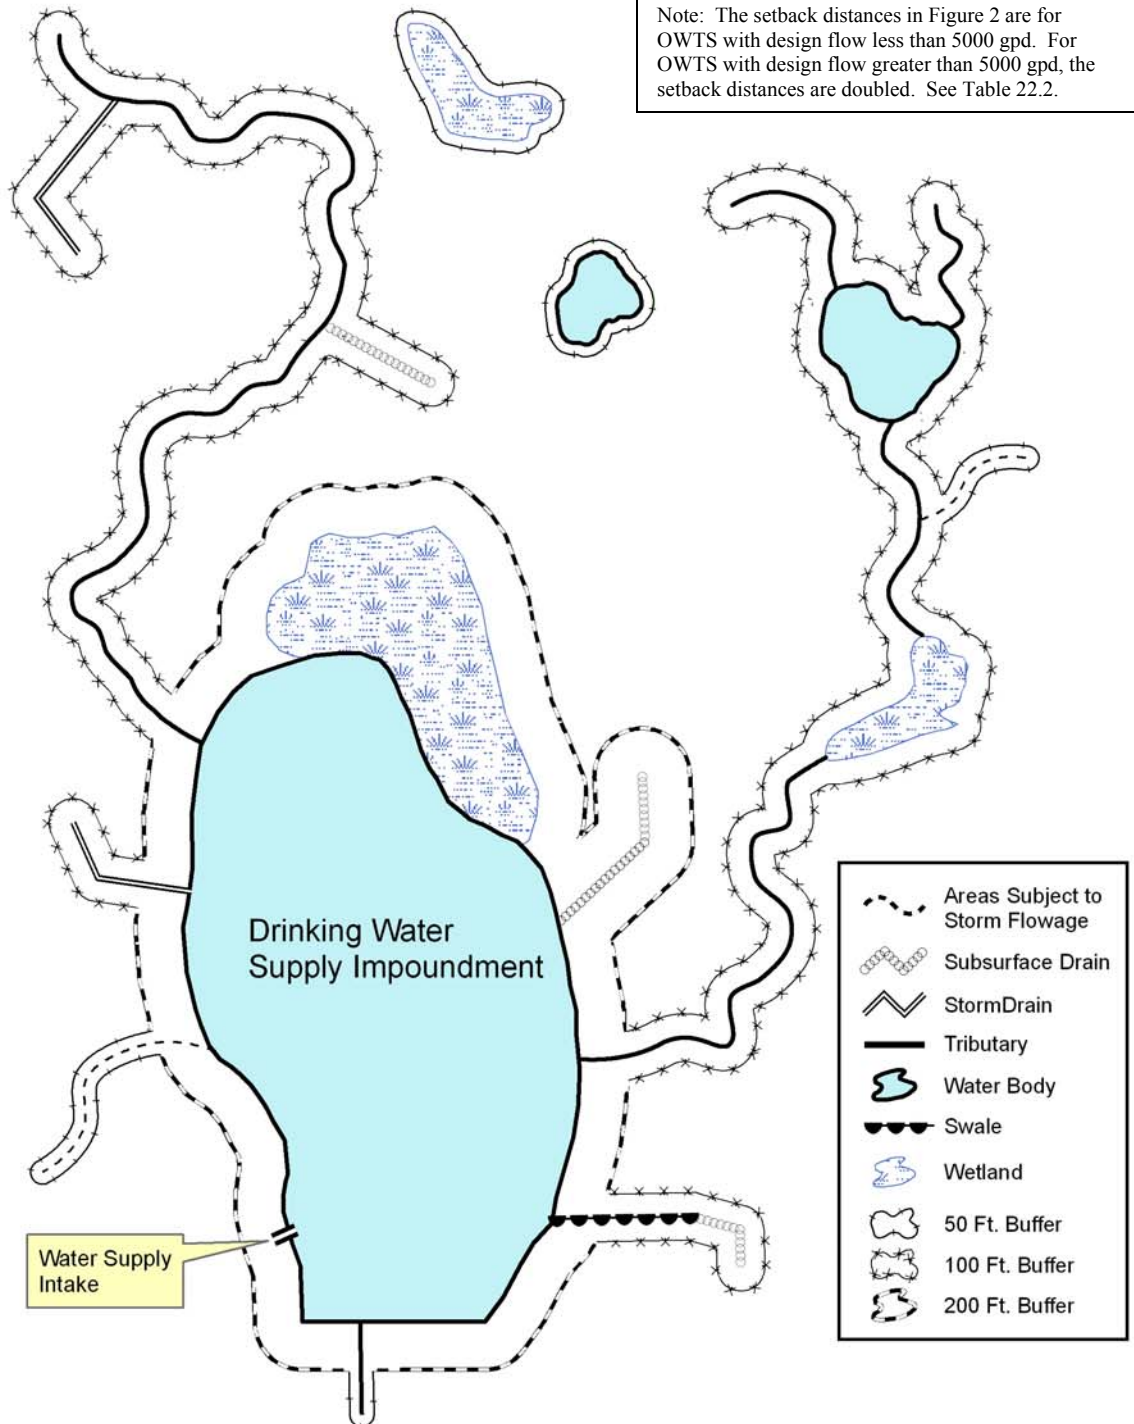 Note:  The setback distances in Figure 2 are for
OWTS with design flow less than 5000 gpd.  For
OWTS with design flow greater than 5000 gpd, the
setback distances are doubled.  See Table 22.2.
Drinking Water
Supply Impoundment
Water Supply
Intake
Areas Subject to
Storm Flowage
Subsurface Drain
StormDrain
Tributary
Water Body
Swale
Wetland
50 Ft. Buffer
100 Ft. Buffer
200 Ft. Buffer